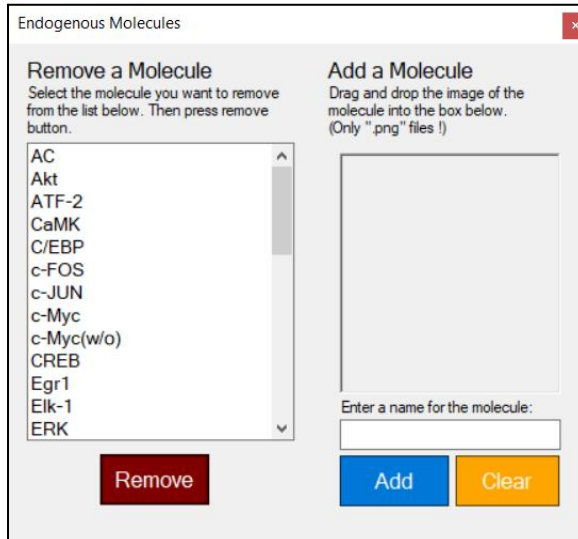 Endogenous Molecules
Remove a Molecule
Select the molecule you want to remove
from the list below. Then press remove
button.
AC
Akt
ATF-2
CaMK
C/EBP
c-FOS
c-JUN
c-Myc
c-Myc(w/o)
CREB
Egr1
Elk-1
ERK
Remove
Add a Molecule
Drag and drop the image of the
molecule into the box below.
(Only ".png" files !)
Enter a name for the molecule:
Add
Clear